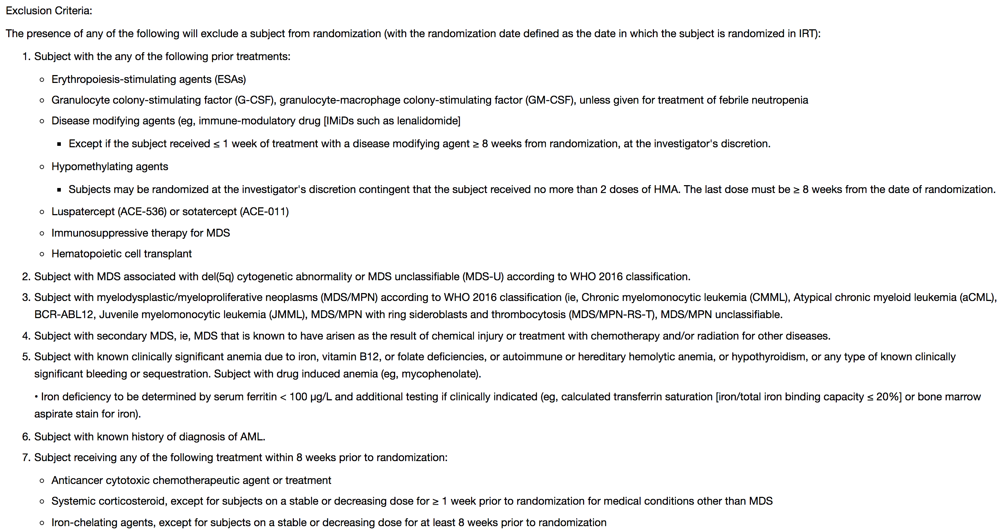 Exclusion Criteria:
The presence of any of the following will exclude a subject from randomization (with the randomization date defined as the date in which the subject is randomized in IRT):
1. Subject with the any of the following prior treatments:
◦ Erythropoiesis-stimulating agents (ESAs)
◦ Granulocyte colony-stimulating factor (G-CSF), granulocyte-macrophage colony-stimulating factor (GM-CSF), unless given for treatment of febrile neutropenia
◦ Disease modifying agents (eg, immune-modulatory drug [IMiDs such as lenalidomide]
▪ Except if the subject received ≤ 1 week of treatment with a disease modifying agent ≥ 8 weeks from randomization, at the investigator's discretion.
◦ Hypomethylating agents
▪ Subjects may be randomized at the investigator's discretion contingent that the subject received no more than 2 doses of HMA. The last dose must be ≥ 8 weeks from the date of randomization.
◦ Luspatercept (ACE-536) or sotatercept (ACE-011)
◦ Immunosuppressive therapy for MDS
◦ Hematopoietic cell transplant
2. Subject with MDS associated with del(5q) cytogenetic abnormality or MDS unclassifiable (MDS-U) according to WHO 2016 classification.
3. Subject with myelodysplastic/myeloproliferative neoplasms (MDS/MPN) according to WHO 2016 classification (ie, Chronic myelomonocytic leukemia (CMML), Atypical chronic myeloid leukemia (aCML),
BCR-ABL12, Juvenile myelomonocytic leukemia (JMML), MDS/MPN with ring sideroblasts and thrombocytosis (MDS/MPN-RS-T), MDS/MPN unclassifiable.
4. Subject with secondary MDS, ie, MDS that is known to have arisen as the result of chemical injury or treatment with chemotherapy and/or radiation for other diseases.
5. Subject with known clinically significant anemia due to iron, vitamin B12, or folate deficiencies, or autoimmune or hereditary hemolytic anemia, or hypothyroidism, or any type of known clinically
significant bleeding or sequestration. Subject with drug induced anemia (eg, mycophenolate).
• Iron deficiency to be determined by serum ferritin < 100 μg/L and additional testing if clinically indicated (eg, calculated transferrin saturation [iron/total iron binding capacity ≤ 20%] or bone marrow
aspirate stain for iron).
6. Subject with known history of diagnosis of AML.
7. Subject receiving any of the following treatment within 8 weeks prior to randomization:
◦ Anticancer cytotoxic chemotherapeutic agent or treatment
◦ Systemic corticosteroid, except for subjects on a stable or decreasing dose for ≥ 1 week prior to randomization for medical conditions other than MDS
◦ Iron-chelating agents, except for subjects on a stable or decreasing dose for at least 8 weeks prior to randomization